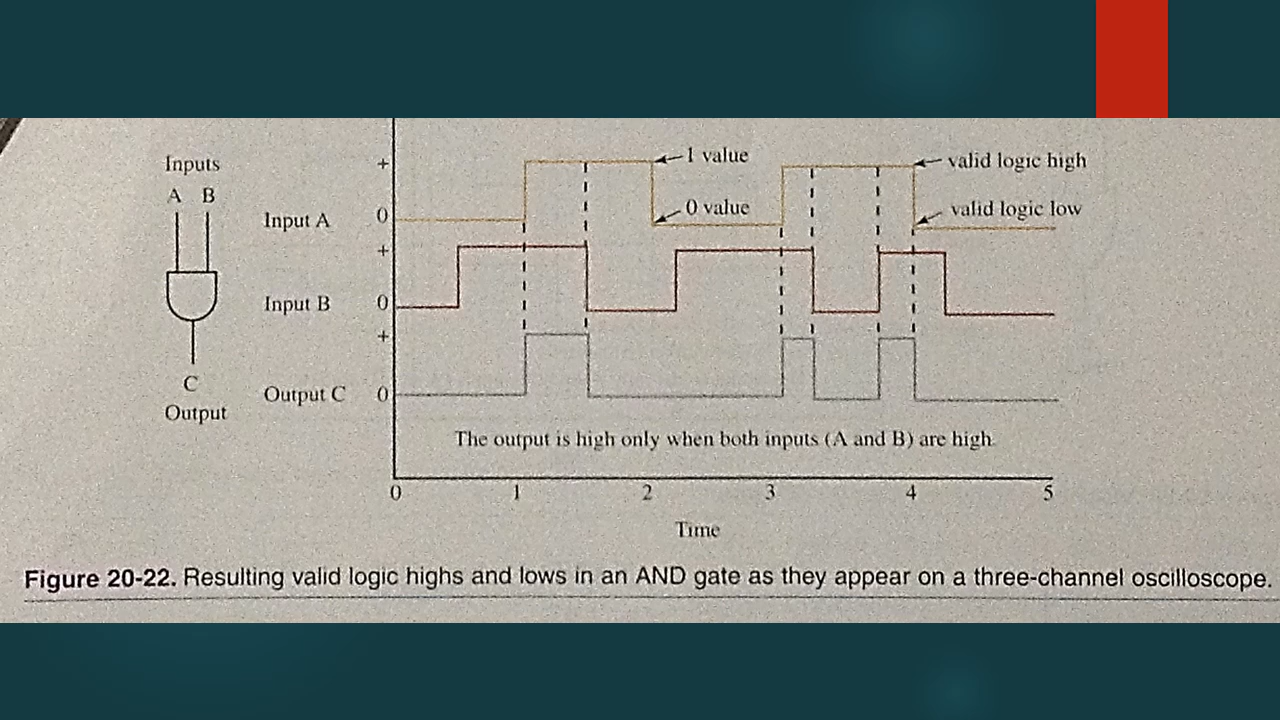 Inputs
A B
C
Output
+
1 value
valid logic high
Input A
0
0 value
valid logic low
+
Input B
0
+
Output C
0
The output is high only when both inputs (A and B) are high.
0 1 2 3 4 5
Time
Figure 20-22. Resulting valid logic highs and lows in an AND gate as they appear on a three-channel oscilloscope.